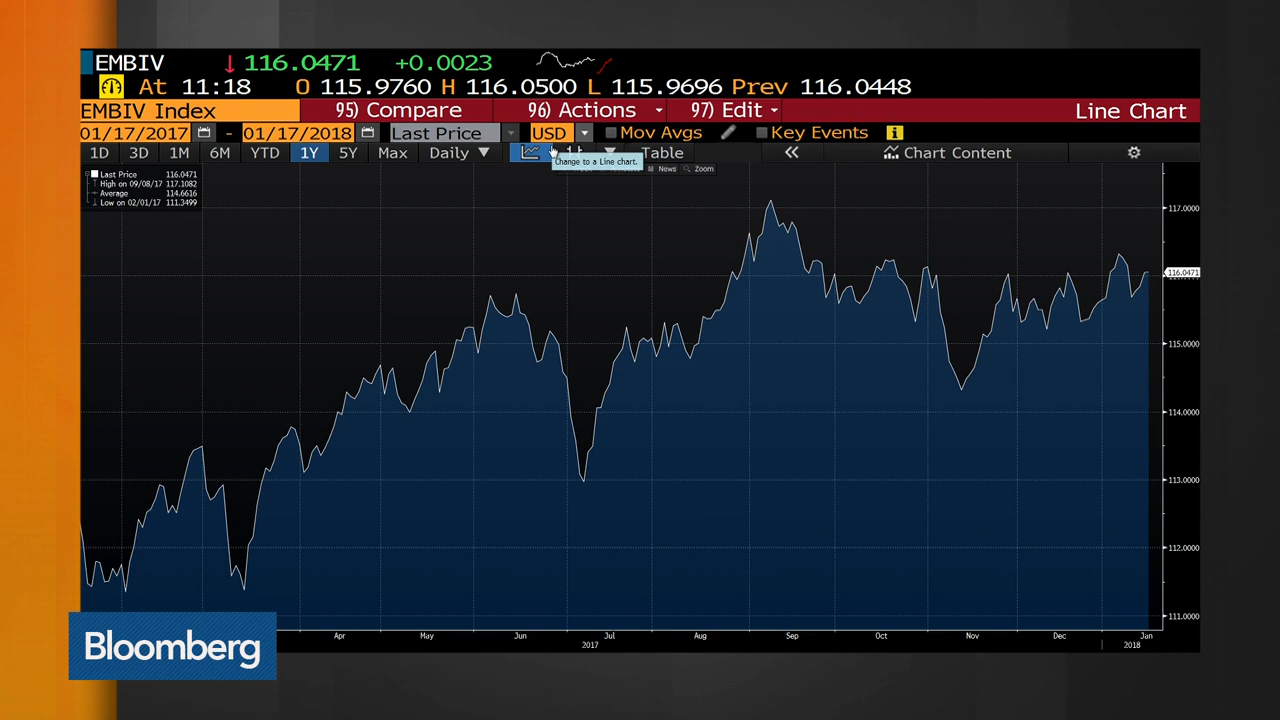 EMBIV ↓ 116.0471 +0.0023
At 11:18 O 115.9760 H 116.0500 L 115.9696 Prev 116.0448
EMBIV Index 95) Compare 96) Actions 97) Edit Line Chart
01/17/2017 - 01/17/2018 Last Price USD Mov Avgs Key Events
1D 3D 1M 6M YTD 1Y 5Y Max Daily ▼ Table « Chart Content
Change to a Line chart.
News Zoom
Last Price 116.0471
High on 09/08/17 117.1082
Average 114.6616
Low on 02/01/17 111.3499
117.0000
116.0471
115.0000
114.0000
113.0000
112.0000
111.0000
Apr May Jun Jul Aug Sep Oct Nov Dec Jan
2017 2018
Bloomberg